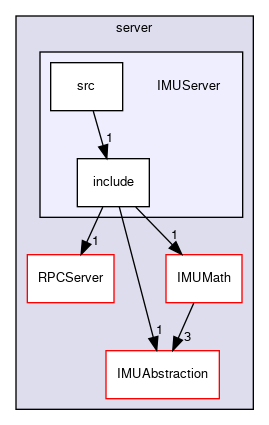 server
src
IMUServer
1
include
1
1
RPCServer
IMUMath
1
3
IMUAbstraction